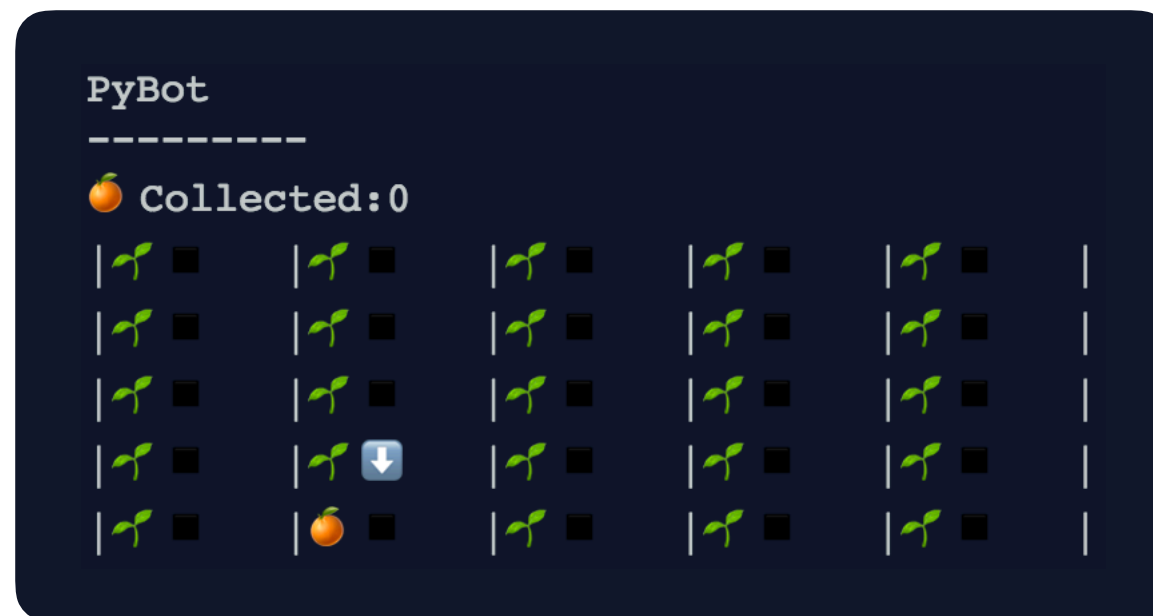 PyBot
---------
🍊 Collected:0
|🌱 ◾ |🌱 ◾ |🌱 ◾ |🌱 ◾ |🌱 ◾ |
|🌱 ◾ |🌱 ◾ |🌱 ◾ |🌱 ◾ |🌱 ◾ |
|🌱 ◾ |🌱 ◾ |🌱 ◾ |🌱 ◾ |🌱 ◾ |
|🌱 ◾ |🌱 ⬇️ |🌱 ◾ |🌱 ◾ |🌱 ◾ |
|🌱 ◾ |🍊 ◾ |🌱 ◾ |🌱 ◾ |🌱 ◾ |